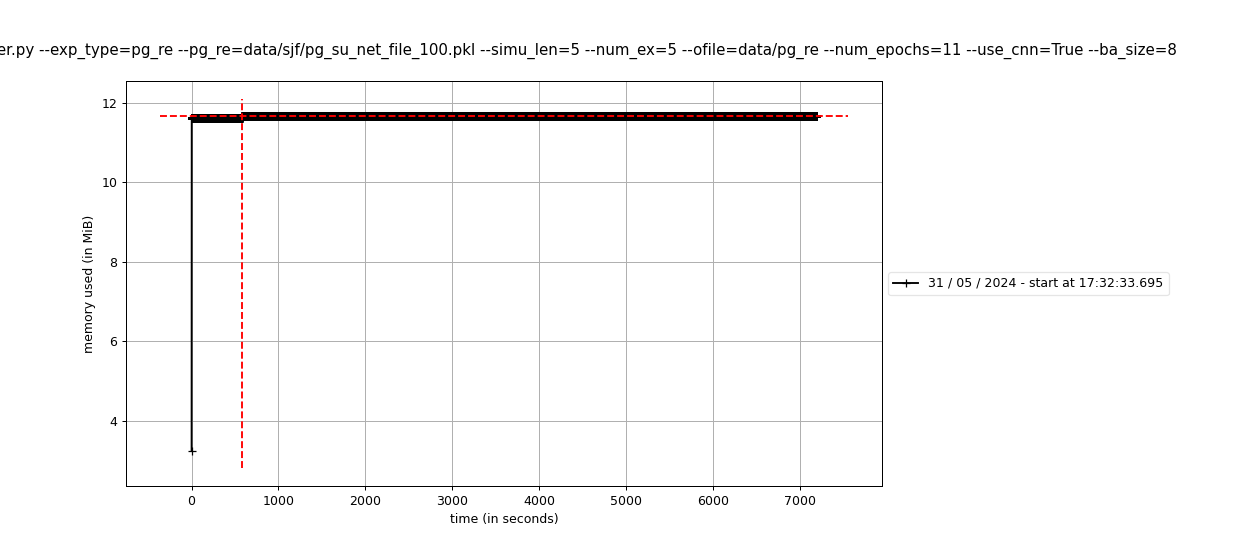 er.py --exp_type=pg_re --pg_re=data/sjf/pg_su_net_file_100.pkl --simu_len=5 --num_ex=5 --ofile=data/pg_re --num_epochs=11 --use_cnn=True --ba_size=8
12
10
8
6
4
memory used (in MiB)
0 1000 2000 3000 4000 5000 6000 7000
time (in seconds)
31 / 05 / 2024 - start at 17:32:33.695